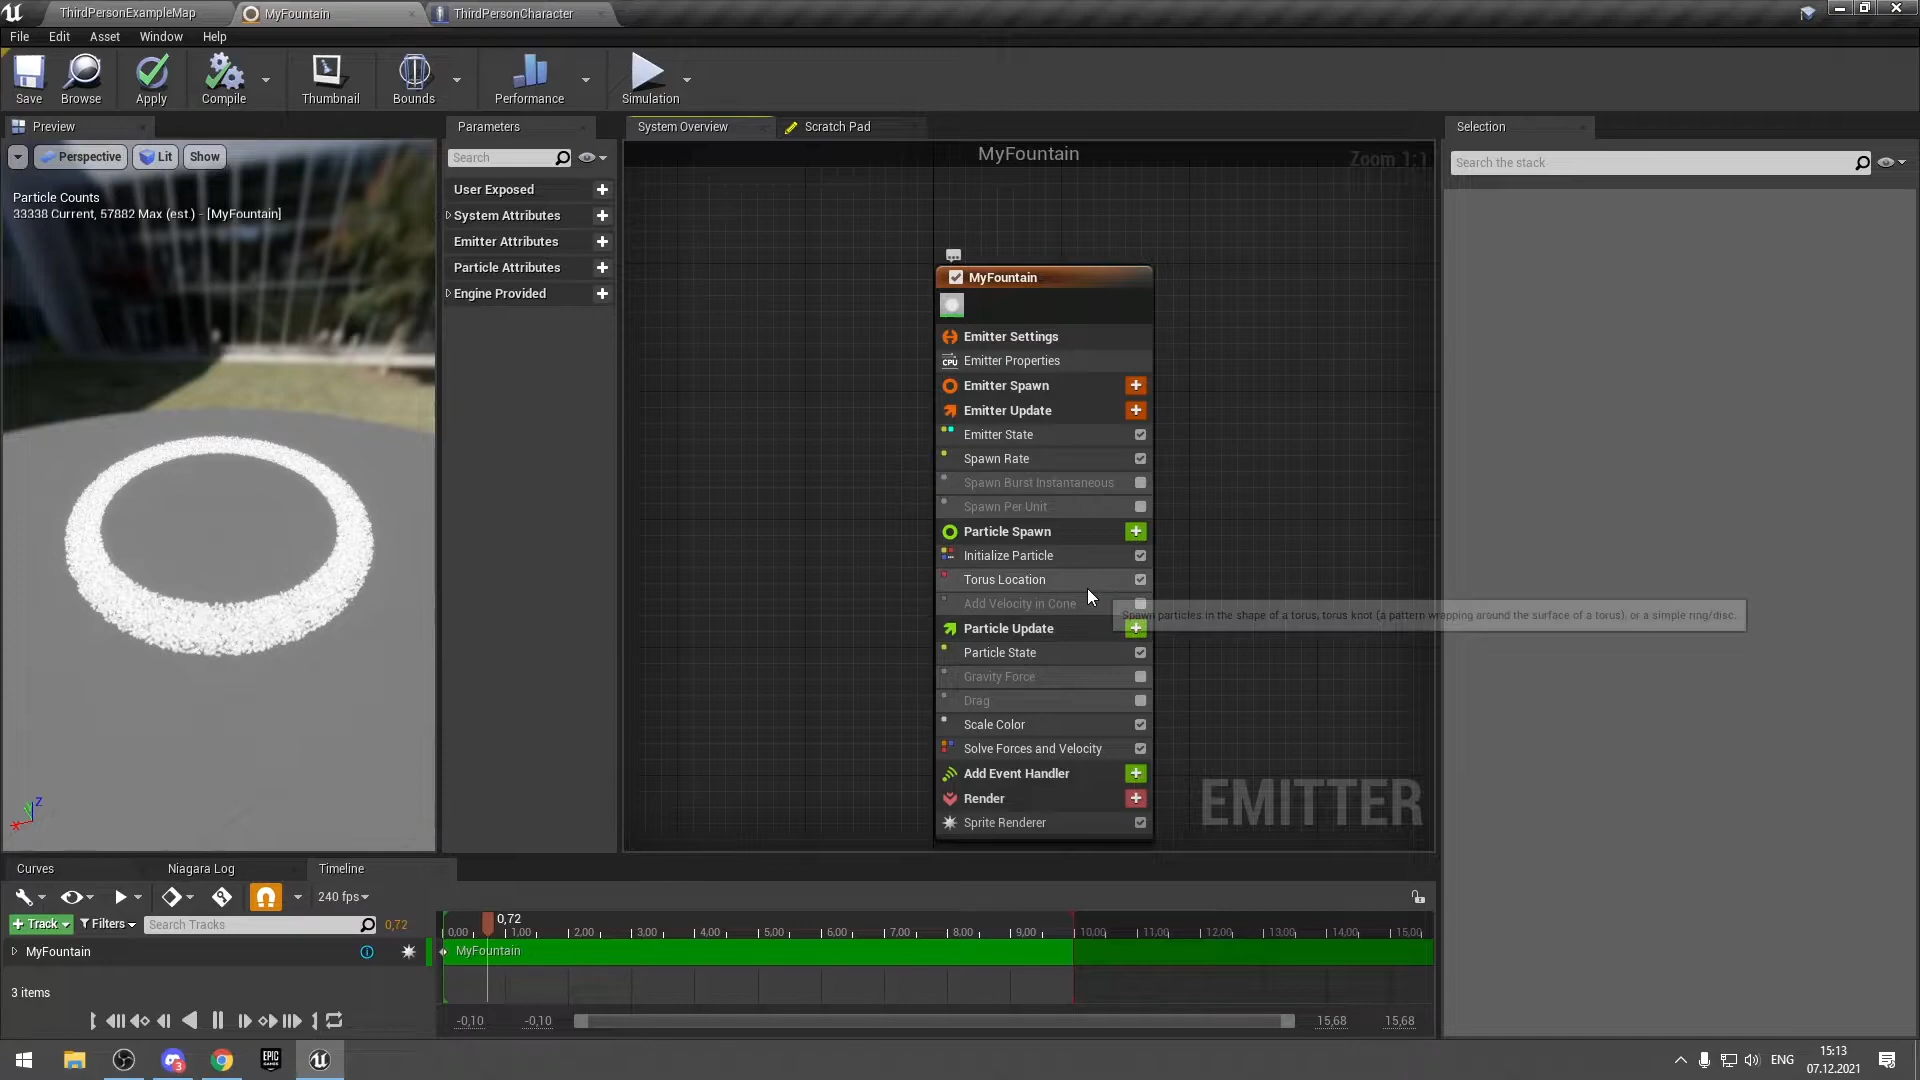 ThirdPersonExampleMap
MyFountain
ThirdPersonCharacter
File
Edit
Asset
Window
Help
Save
Browse
Apply
Compile
Thumbnail
Bounds
Performance
Simulation
Preview
Parameters
System Overview
Scratch Pad
Selection
Perspective
Lit
Show
Search
MyFountain
Zoom 1:1
Search the stack
Particle Counts
33338 Current, 57882 Max (est.) - [MyFountain]
User Exposed
System Attributes
Emitter Attributes
Particle Attributes
Engine Provided
MyFountain
Emitter Settings
CPU
Emitter Properties
Emitter Spawn
Emitter Update
Emitter State
Spawn Rate
Spawn Burst Instantaneous
Spawn Per Unit
Particle Spawn
Initialize Particle
Torus Location
Add Velocity in Cone
Spawn particles in the shape of a torus, torus knot (a pattern wrapping around the surface of a torus), or a simple ring/disc.
Particle Update
Particle State
Gravity Force
Drag
Scale Color
Solve Forces and Velocity
Add Event Handler
Render
Sprite Renderer
EMITTER
Z
X
Curves
Niagara Log
Timeline
240 fps
Track
Filters
Search Tracks
0,72
0,72
0,00
1,00
2,00
3,00
4,00
5,00
6,00
7,00
8,00
9,00
10,00
11,00
12,00
13,00
14,00
15,00
MyFountain
MyFountain
3 items
-0,10
-0,10
15,68
15,68
3
EPIC
GAMES
ENG
15:13
07.12.2021